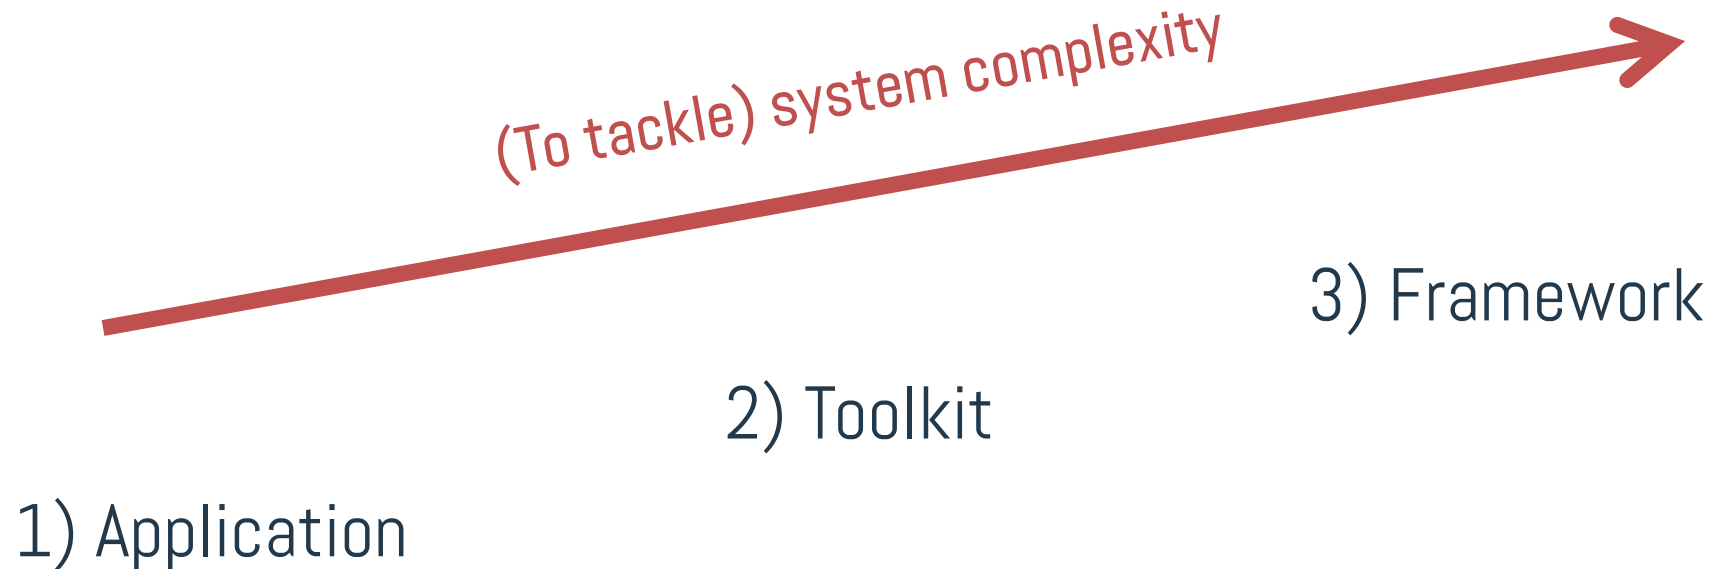 (To tackle) system complexity
3) Framework
2) Toolkit
1) Application